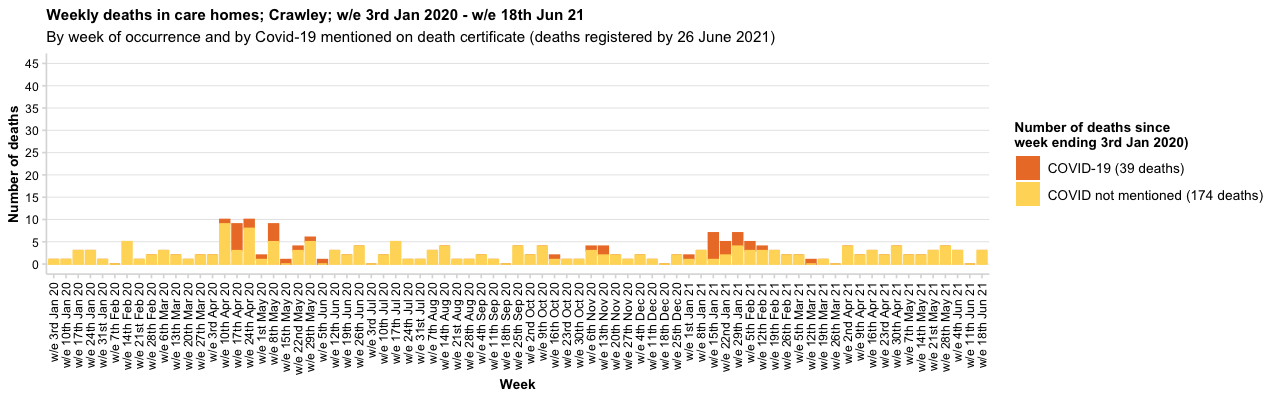 Weekly deaths in care homes; Crawley; w/e 3rd Jan 2020 - w/e 18th Jun 21
By week of occurrence and by Covid-19 mentioned on death certificate (deaths registered by 26 June 2021)
Number of deaths
45
40
35
30
25
20
15
10
5
0
w/e 3rd Jan 20
w/e 10th Jan 20
w/e 17th Jan 20
w/e 24th Jan 20
w/e 31st Jan 20
w/e 7th Feb 20
w/e 14th Feb 20
w/e 21st Feb 20
w/e 28th Feb 20
w/e 6th Mar 20
w/e 13th Mar 20
w/e 20th Mar 20
w/e 27th Mar 20
w/e 3rd Apr 20
w/e 10th Apr 20
w/e 17th Apr 20
w/e 24th Apr 20
w/e 1st May 20
w/e 8th May 20
w/e 15th May 20
w/e 22nd May 20
w/e 29th May 20
w/e 5th Jun 20
w/e 12th Jun 20
w/e 19th Jun 20
w/e 26th Jun 20
w/e 3rd Jul 20
w/e 10th Jul 20
w/e 17th Jul 20
w/e 24th Jul 20
w/e 31st Jul 20
w/e 7th Aug 20
w/e 14th Aug 20
w/e 21st Aug 20
w/e 28th Aug 20
w/e 4th Sep 20
w/e 11th Sep 20
w/e 18th Sep 20
w/e 25th Sep 20
w/e 2nd Oct 20
w/e 9th Oct 20
w/e 16th Oct 20
w/e 23rd Oct 20
w/e 30th Oct 20
w/e 6th Nov 20
w/e 13th Nov 20
w/e 20th Nov 20
w/e 27th Nov 20
w/e 4th Dec 20
w/e 11th Dec 20
w/e 18th Dec 20
w/e 25th Dec 20
w/e 1st Jan 21
w/e 8th Jan 21
w/e 15th Jan 21
w/e 22nd Jan 21
w/e 29th Jan 21
w/e 5th Feb 21
w/e 12th Feb 21
w/e 19th Feb 21
w/e 26th Feb 21
w/e 5th Mar 21
w/e 12th Mar 21
w/e 19th Mar 21
w/e 26th Mar 21
w/e 2nd Apr 21
w/e 9th Apr 21
w/e 16th Apr 21
w/e 23rd Apr 21
w/e 30th Apr 21
w/e 7th May 21
w/e 14th May 21
w/e 21st May 21
w/e 28th May 21
w/e 4th Jun 21
w/e 11th Jun 21
w/e 18th Jun 21
Week
Number of deaths since
week ending 3rd Jan 2020)
COVID-19 (39 deaths)
COVID not mentioned (174 deaths)